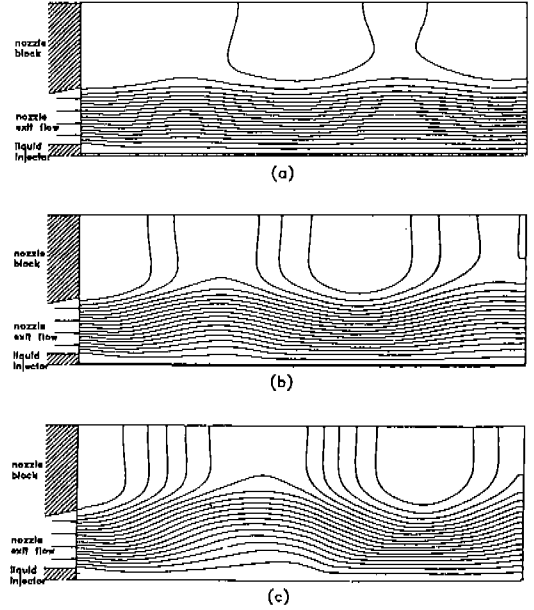 nozzle
block
nozzle
exit flow
liquid
injector
(a)
nozzle
block
nozzle
exit flow
liquid
injector
(b)
nozzle
block
nozzle
exit flow
liquid
injector
(c)